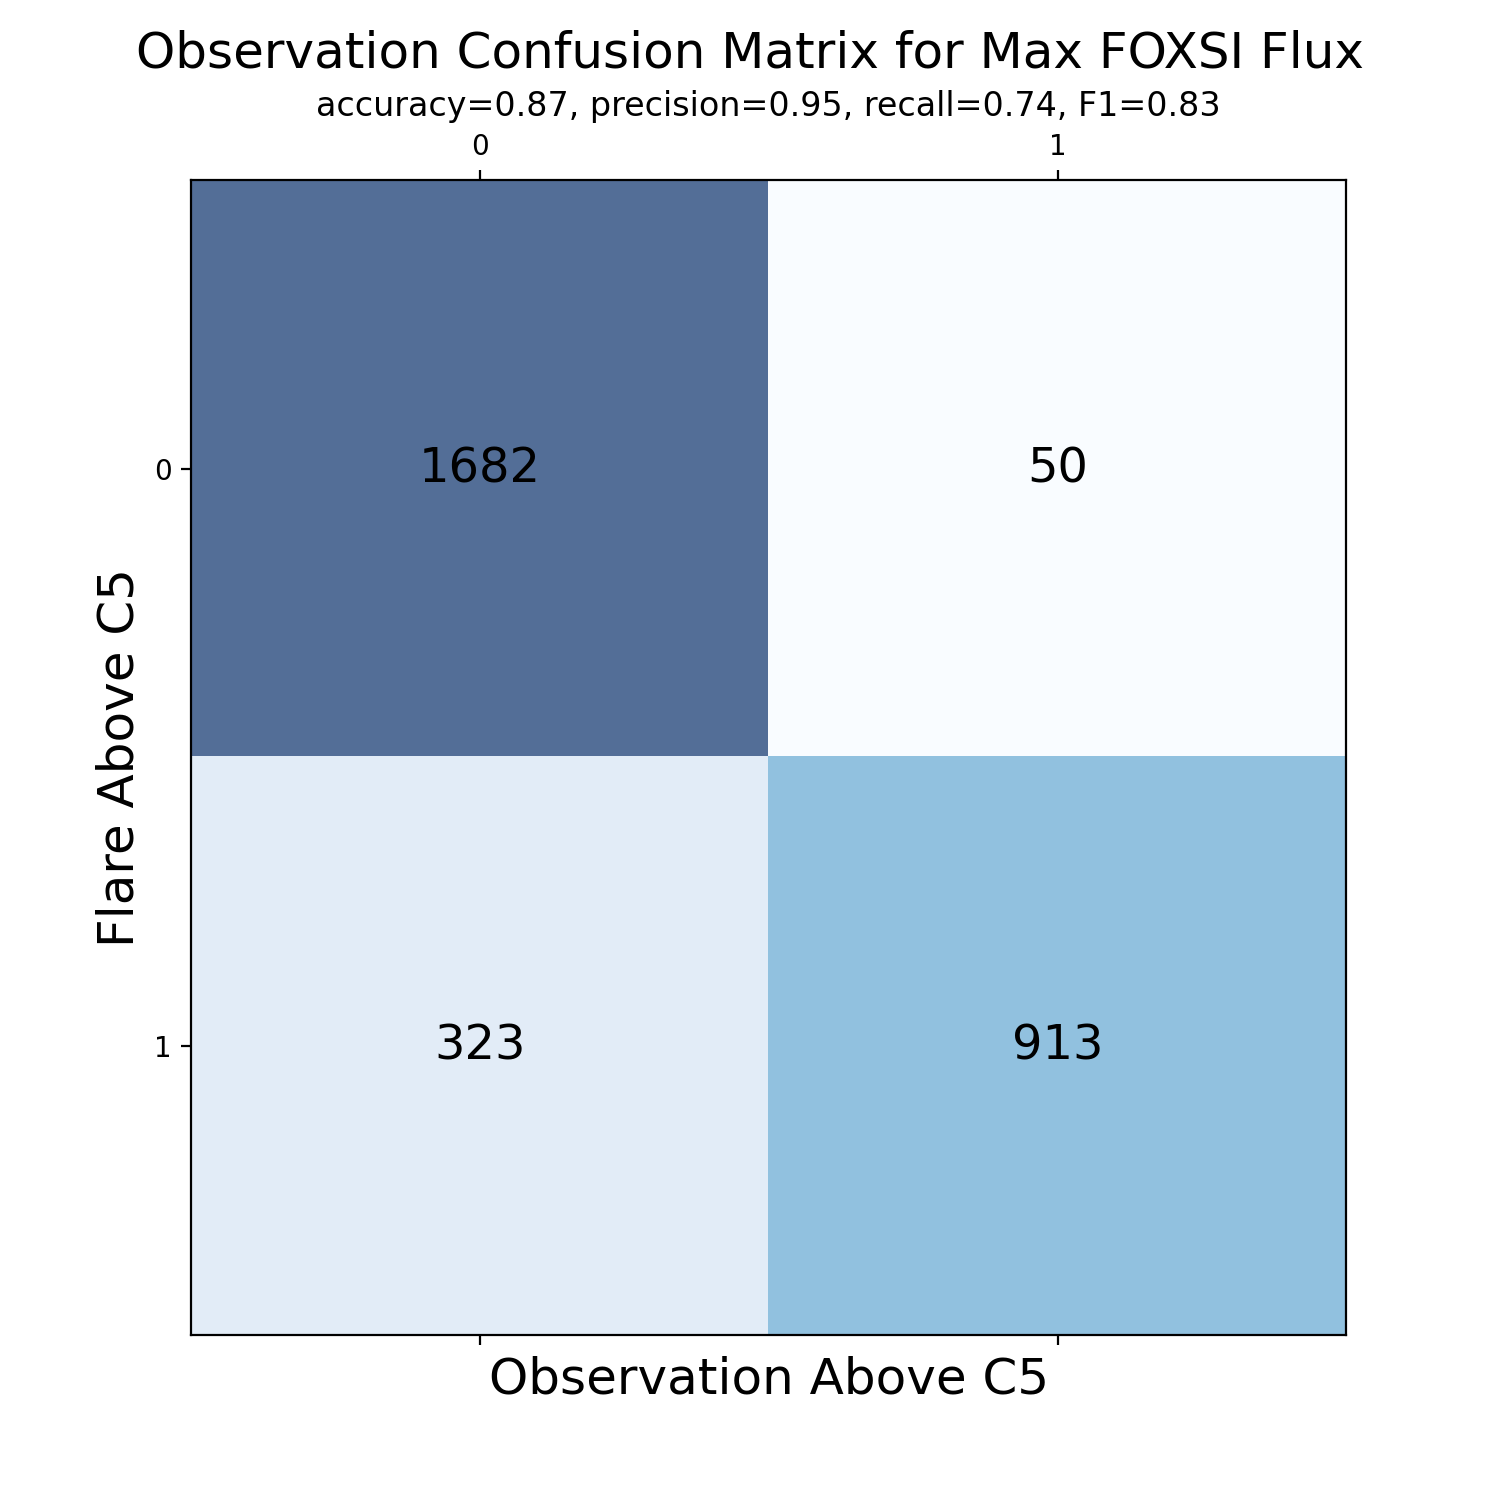 Observation Confusion Matrix for Max FOXSI Flux
accuracy=0.87, precision=0.95, recall=0.74, F1=0.83
0 1
0
1682 50
Flare Above C5
1
323 913
Observation Above C5